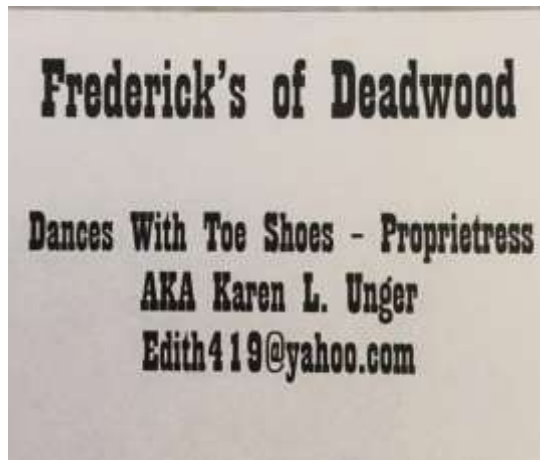 Frederick's of Deadwood
Dances With Toe Shoes - Proprietress
AKA Karen L. Unger
Edith419@yahoo.com